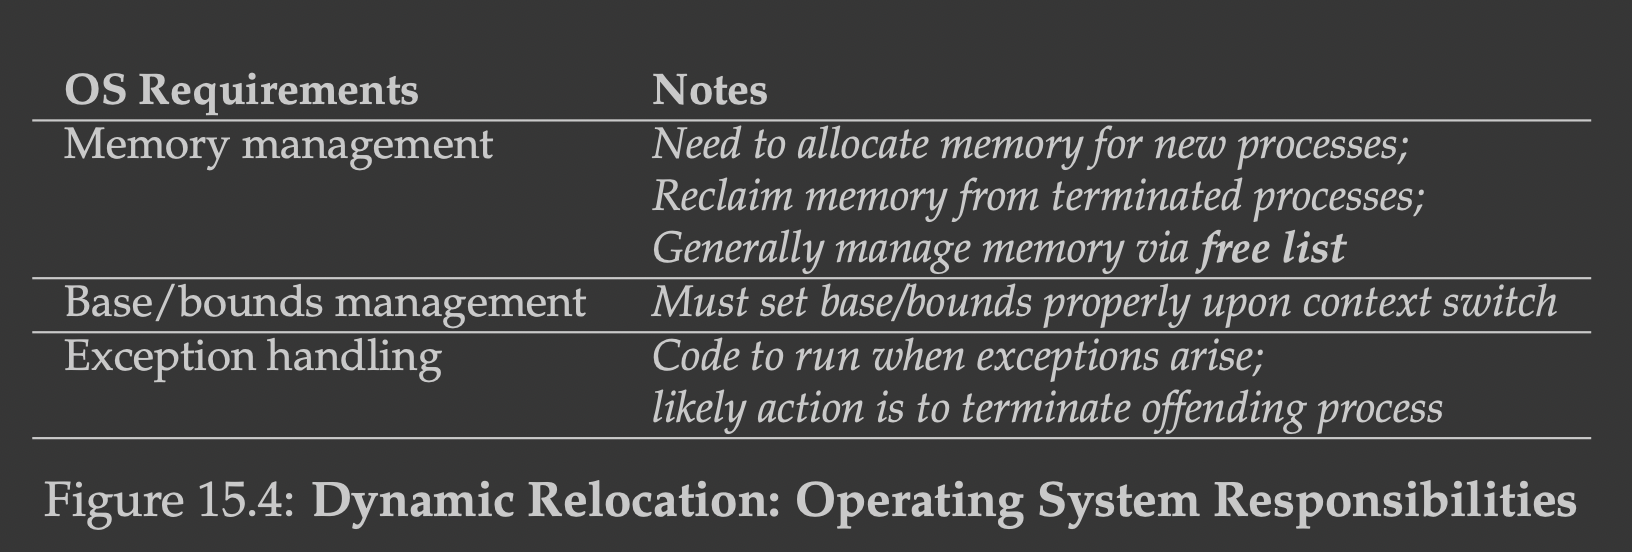 OS Requirements Notes
Memory management Need to allocate memory for new processes;
Reclaim memory from terminated processes;
Generally manage memory via free list
Base/bounds management Must set base/bounds properly upon context switch
Exception handling Code to run when exceptions arise;
likely action is to terminate offending process
Figure 15.4: Dynamic Relocation: Operating System Responsibilities